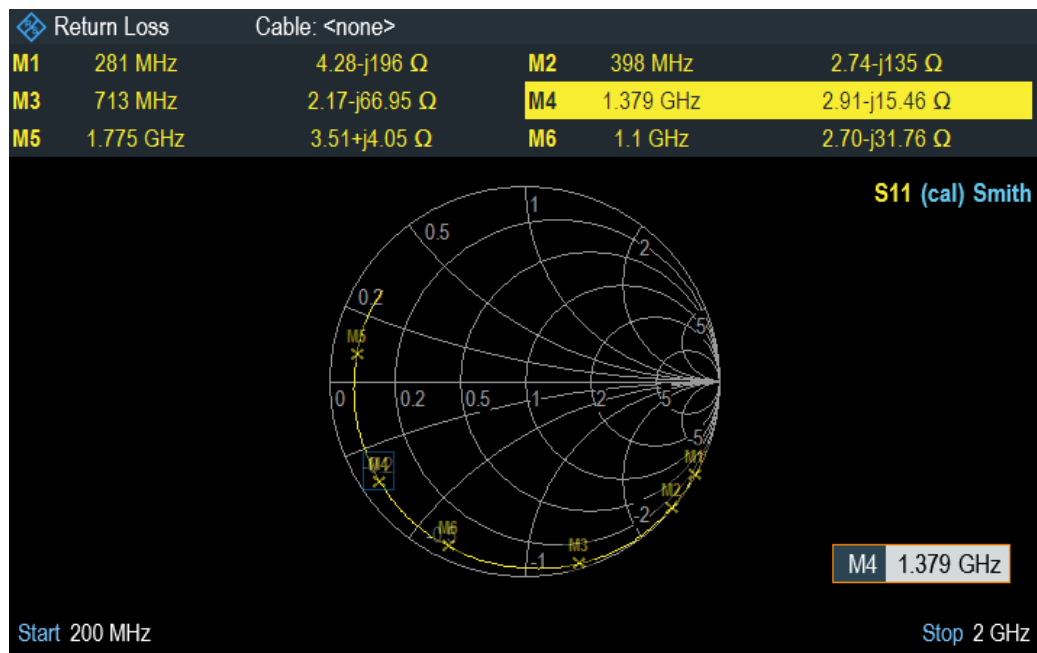 Return Loss Cable: <none>
M1 281 MHz 4.28-j196 Ω M2 398 MHz 2.74-j135 Ω
M3 713 MHz 2.17-j66.95 Ω M4 1.379 GHz 2.91-j15.46 Ω
M5 1.775 GHz 3.51+j4.05 Ω M6 1.1 GHz 2.70-j31.76 Ω
S11 (cal) Smith
1
0.5
2
0.2
5
M5
0 0.2 0.5 1 2 5
-5
M1
M4
M2
-2
M6
M3
-1
M4 1.379 GHz
Start 200 MHz Stop 2 GHz